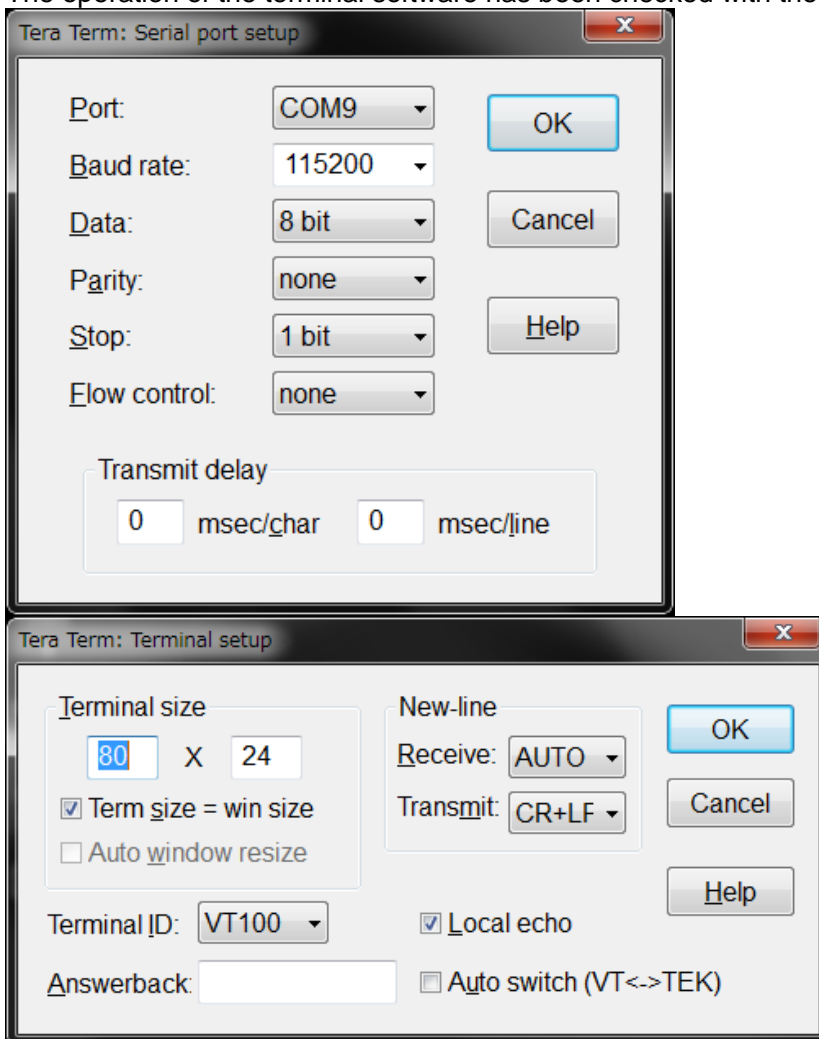 The operation of the terminal software has been checked with the
Tera Term: Serial port setup
Port: COM9
OK
Baud rate: 115200
Data: 8 bit
Cancel
Parity: none
Stop: 1 bit
Help
Flow control: none
Transmit delay
0 msec/char 0 msec/line
Tera Term: Terminal setup
Terminal size
80 X 24
Term size = win size
Auto window resize
New-line
Receive: AUTO
Transmit: CR+LF
OK
Cancel
Help
Terminal ID: VT100
Local echo
Answerback:
Auto switch (VT<->TEK)